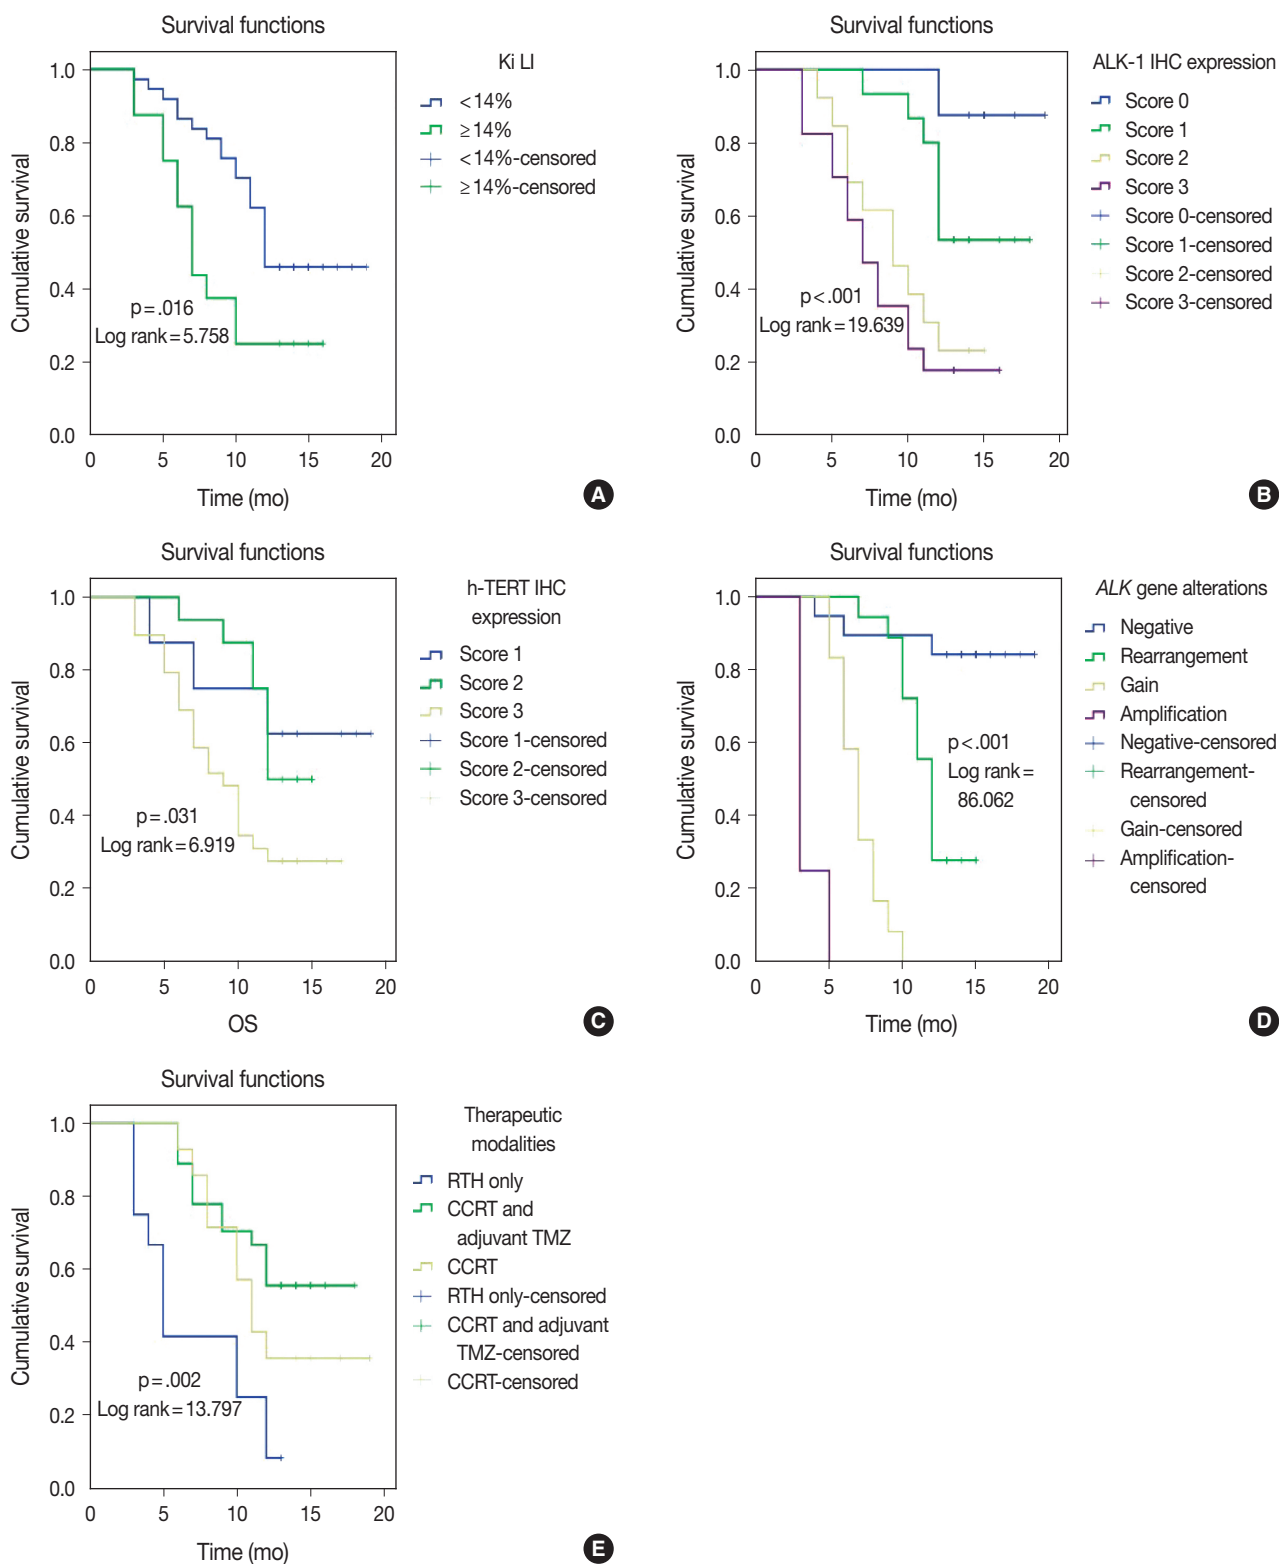 Survival functions
Ki LI
<14%
≥14%
<14%-censored
≥14%-censored
Cumulative survival
1.0
0.8
0.6
0.4
0.2
0.0
p=.016
Log rank=5.758
0 5 10 15 20
Time (mo)
A
Survival functions
ALK-1 IHC expression
Score 0
Score 1
Score 2
Score 3
Score 0-censored
Score 1-censored
Score 2-censored
Score 3-censored
Cumulative survival
1.0
0.8
0.6
0.4
0.2
0.0
p<.001
Log rank=19.639
0 5 10 15 20
Time (mo)
B
Survival functions
h-TERT IHC
expression
Score 1
Score 2
Score 3
Score 1-censored
Score 2-censored
Score 3-censored
Cumulative survival
1.0
0.8
0.6
0.4
0.2
0.0
p=.031
Log rank=6.919
0 5 10 15 20
OS
C
Survival functions
ALK gene alterations
Negative
Rearrangement
Gain
Amplification
Negative-censored
Rearrangement-
censored
Gain-censored
Amplification-
censored
Cumulative survival
1.0
0.8
0.6
0.4
0.2
0.0
p<.001
Log rank=
86.062
0 5 10 15 20
Time (mo)
D
Survival functions
Therapeutic
modalities
RTH only
CCRT and
adjuvant TMZ
CCRT
RTH only-censored
CCRT and adjuvant
TMZ-censored
CCRT-censored
Cumulative survival
1.0
0.8
0.6
0.4
0.2
0.0
p=.002
Log rank=13.797
0 5 10 15 20
Time (mo)
E